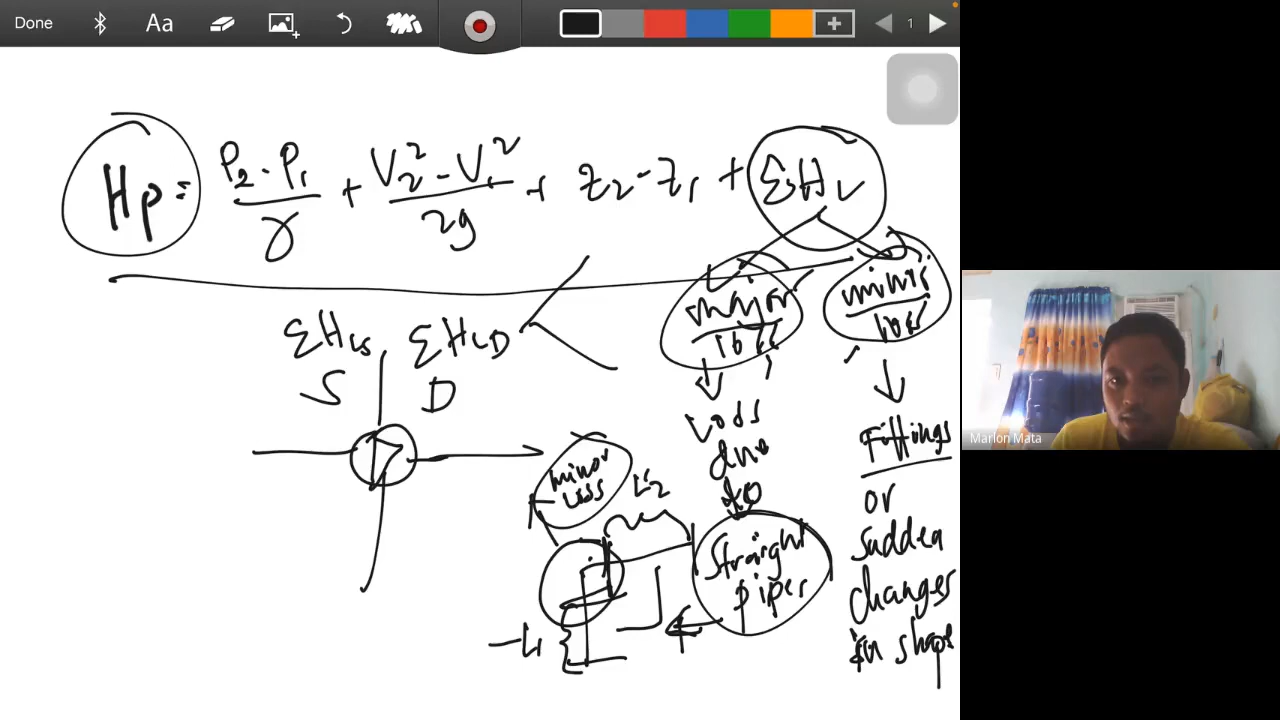 Done
Aa
1
Hp = P₂ - P₁ / γ + V₂² - V₁² / 2g + Z₂ - Z₁ + ΣHL
major
loss
minor
loss
ΣHLS ΣHLD
S D
Loss
due
to
straight
pipes
Fittings
or
sudden
changes
in shape
minor
loss
L2
L1
Marlon Mata